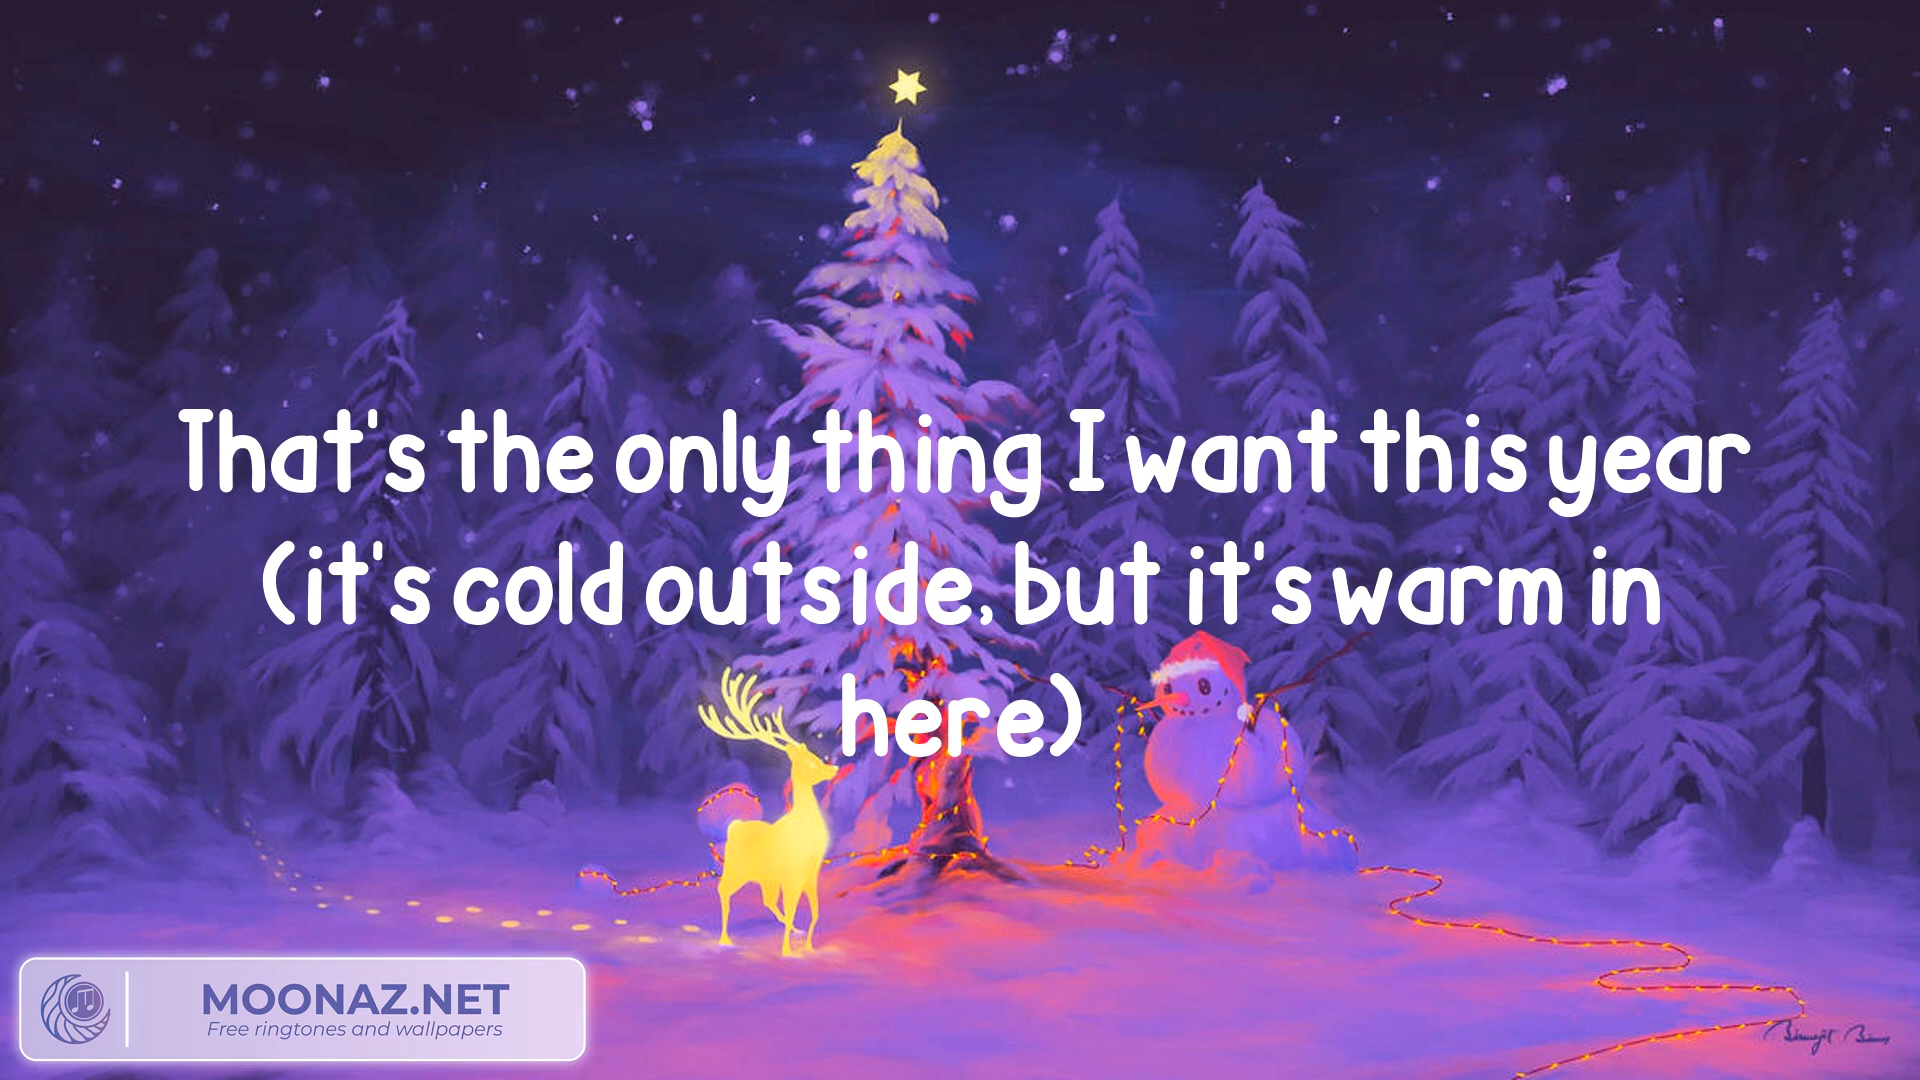 That's the only thing I want this year
(it's cold outside, but it's warm in
here)
MOONAZ.NET
Free ringtones and wallpapers